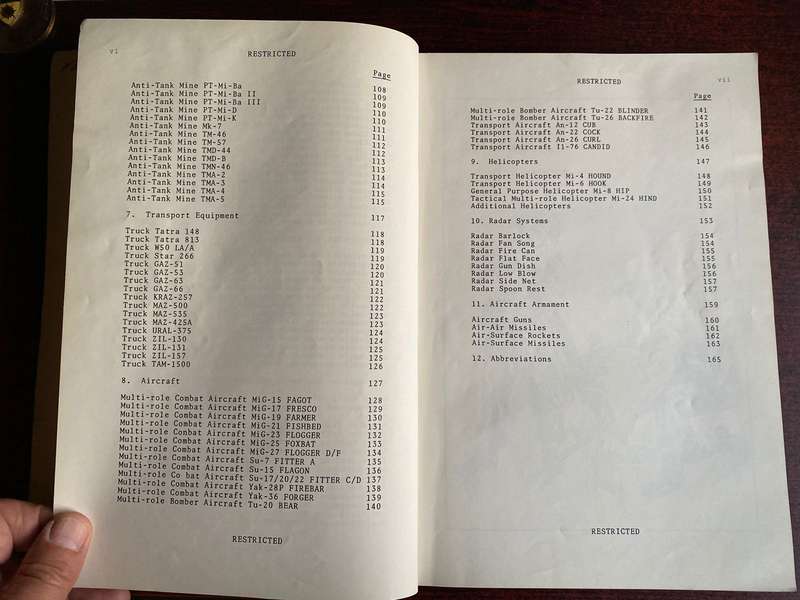 vi
RESTRICTED
Page
Anti-Tank Mine PT-Mi-Ba 108
Anti-Tank Mine PT-Mi-Ba II 109
Anti-Tank Mine PT-Mi-Ba III 109
Anti-Tank Mine PT-Mi-D 110
Anti-Tank Mine PT-Mi-K 110
Anti-Tank Mine Mk-7 111
Anti-Tank Mine TM-46 111
Anti-Tank Mine TM-57 112
Anti-Tank Mine TMD-44 112
Anti-Tank Mine TMD-B 113
Anti-Tank Mine TMN-46 113
Anti-Tank Mine TMA-2 114
Anti-Tank Mine TMA-3 114
Anti-Tank Mine TMA-4 115
Anti-Tank Mine TMA-5 115
7. Transport Equipment 117
Truck Tatra 148 118
Truck Tatra 813 118
Truck W50 LA/A 119
Truck Star 266 119
Truck GAZ-51 120
Truck GAZ-53 120
Truck GAZ-63 121
Truck GAZ-66 121
Truck KRAZ-257 122
Truck MAZ-500 122
Truck MAZ-535 123
Truck MAZ-425A 123
Truck URAL-375 124
Truck ZIL-130 124
Truck ZIL-131 125
Truck ZIL-157 125
Truck TAM-1500 126
8. Aircraft 127
Multi-role Combat Aircraft MiG-15 FAGOT 128
Multi-role Combat Aircraft MiG-17 FRESCO 129
Multi-role Combat Aircraft MiG-19 FARMER 130
Multi-role Combat Aircraft MiG-21 FISHBED 131
Multi-role Combat Aircraft MiG-23 FLOGGER 132
Multi-role Combat Aircraft MiG-25 FOXBAT 133
Multi-role Combat Aircraft MiG-27 FLOGGER D/F 134
Multi-role Combat Aircraft Su-7 FITTER A 135
Multi-role Combat Aircraft Su-15 FLAGON 136
Multi-role Co bat Aircraft Su-17/20/22 FITTER C/D 137
Multi-role Combat Aircraft Yak-28P FIREBAR 138
Multi-role Combat Aircraft Yak-36 FORGER 139
Multi-role Bomber Aircraft Tu-20 BEAR 140
RESTRICTED
RESTRICTED
vii
Page
Multi-role Bomber Aircraft Tu-22 BLINDER 141
Multi-role Bomber Aircraft Tu-26 BACKFIRE 142
Transport Aircraft An-12 CUB 143
Transport Aircraft An-22 COCK 144
Transport Aircraft An-26 CURL 145
Transport Aircraft Il-76 CANDID 146
9. Helicopters 147
Transport Helicopter Mi-4 HOUND 148
Transport Helicopter Mi-6 HOOK 149
General Purpose Helicopter Mi-8 HIP 150
Tactical Multi-role Helicopter Mi-24 HIND 151
Additional Helicopters 152
10. Radar Systems 153
Radar Barlock 154
Radar Fan Song 154
Radar Fire Can 155
Radar Flat Face 155
Radar Gun Dish 156
Radar Low Blow 156
Radar Side Net 157
Radar Spoon Rest 157
11. Aircraft Armament 159
Aircraft Guns 160
Air-Air Missiles 161
Air-Surface Rockets 162
Air-Surface Missiles 163
12. Abbreviations 165
RESTRICTED